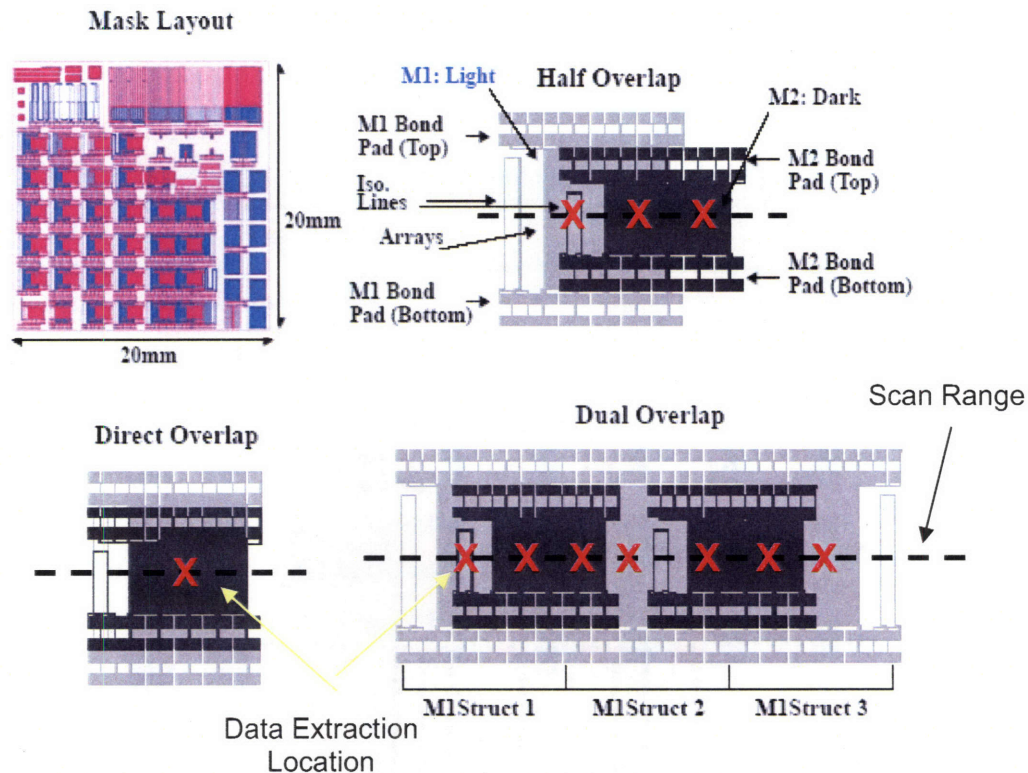 Mask Layout
20mm
20mm
M1: Light
Half Overlap
M2: Dark
M1 Bond
Pad (Top)
Iso.
Lines
Arrays
M1 Bond
Pad (Bottom)
M2 Bond
Pad (Top)
M2 Bond
Pad (Bottom)
Direct Overlap
X
X
X
X
Dual Overlap
Scan Range
X
X
X
X
X
X
X
M1Struct 1
M1Struct 2
M1Struct 3
Data Extraction
Location